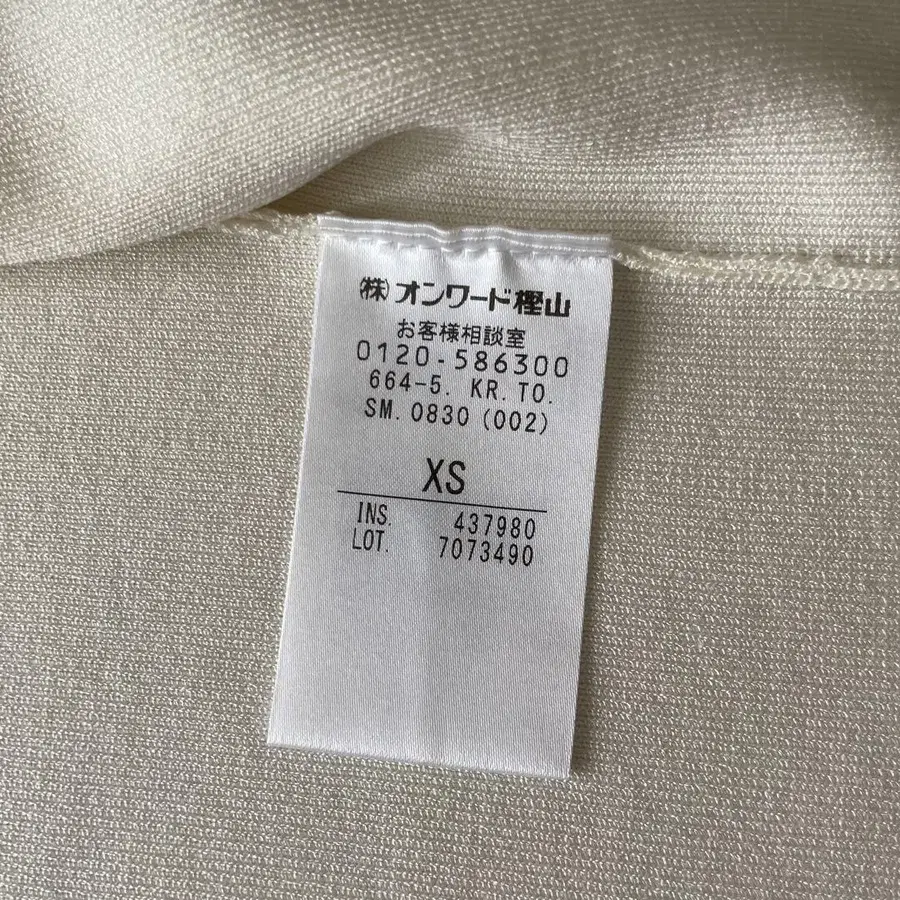 (株)オンワード樫山
お客様相談室
0120-586300
664-5. KR.TO.
SM.0830 (002)
XS
INS. 437980
LOT. 7073490